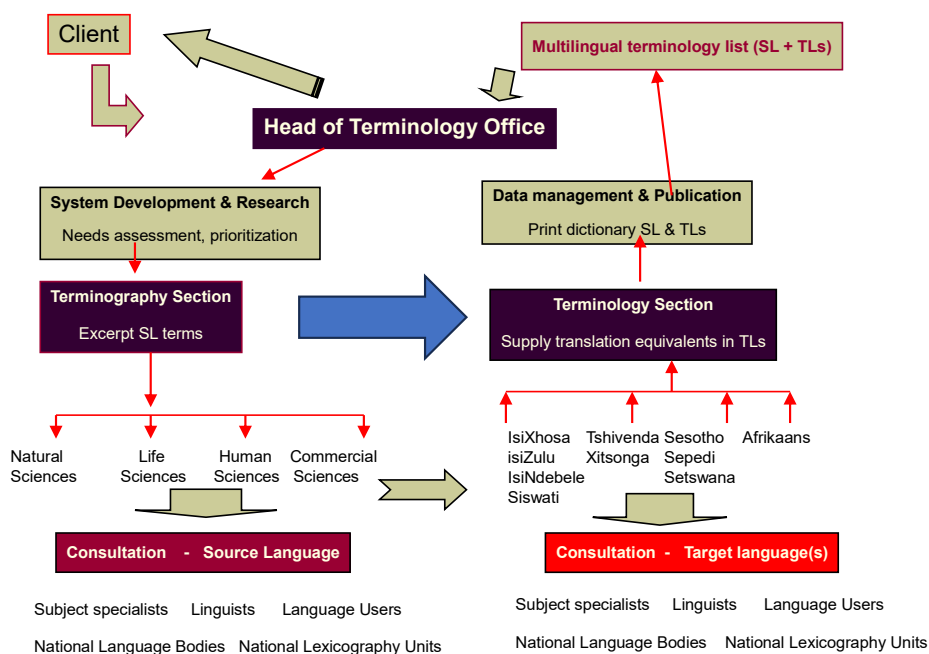 Client
Multilingual terminology list (SL + TLs)
Head of Terminology Office
System Development & Research
Needs assessment, prioritization
Data management & Publication
Print dictionary SL & TLs
Terminography Section
Excerpt SL terms
Terminology Section
Supply translation equivalents in TLs
Natural
Sciences
Life
Sciences
Human
Sciences
Commercial
Sciences
IsiXhosa
isiZulu
IsiNdebele
Siswati
Tshivenda
Xitsonga
Sesotho
Sepedi
Setswana
Afrikaans
Consultation - Source Language
Subject specialists Linguists Language Users
National Language Bodies National Lexicography Units
Consultation - Target language(s)
Subject specialists Linguists Language Users
National Language Bodies National Lexicography Units